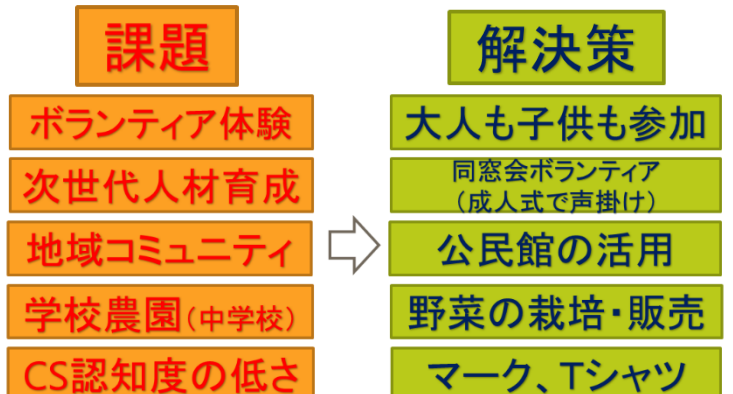 課題
解決策
ボランティア体験
大人も子供も参加
次世代人材育成
同窓会ボランティア
（成人式で声掛け）
地域コミュニティ
公民館の活用
学校農園（中学校）
野菜の栽培・販売
CS認知度の低さ
マーク、Tシャツ